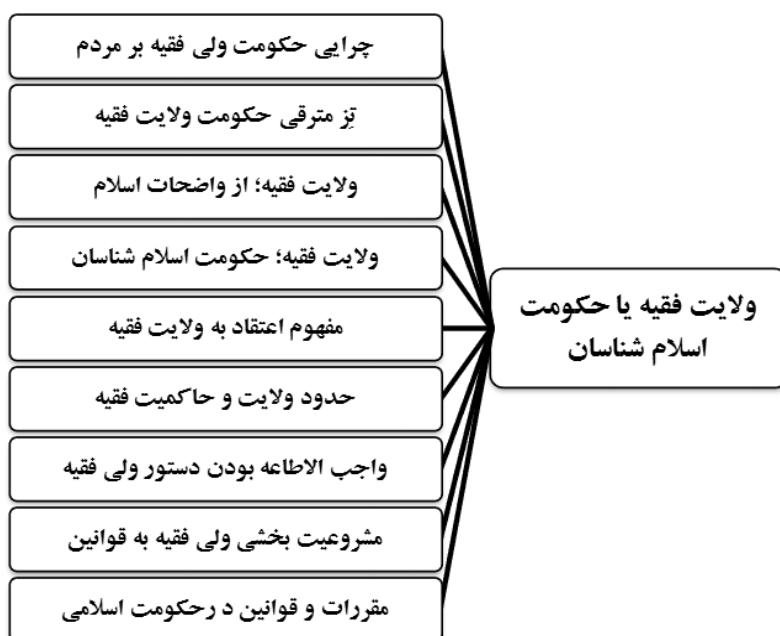 ولایت فقیه یا حکومت
اسلام شناسان
چرایی حکومت ولی فقیه بر مردم
تِز مترقی حکومت ولایت فقیه
ولایت فقیه؛ از واضحات اسلام
ولایت فقیه؛ حکومت اسلام شناسان
مفهوم اعتقاد به ولایت فقیه
حدود ولایت و حاکمیت فقیه
واجب الاطاعه بودن دستور ولی فقیه
مشروعیت بخشی ولی فقیه به قوانین
مقررات و قوانین د رحکومت اسلامی